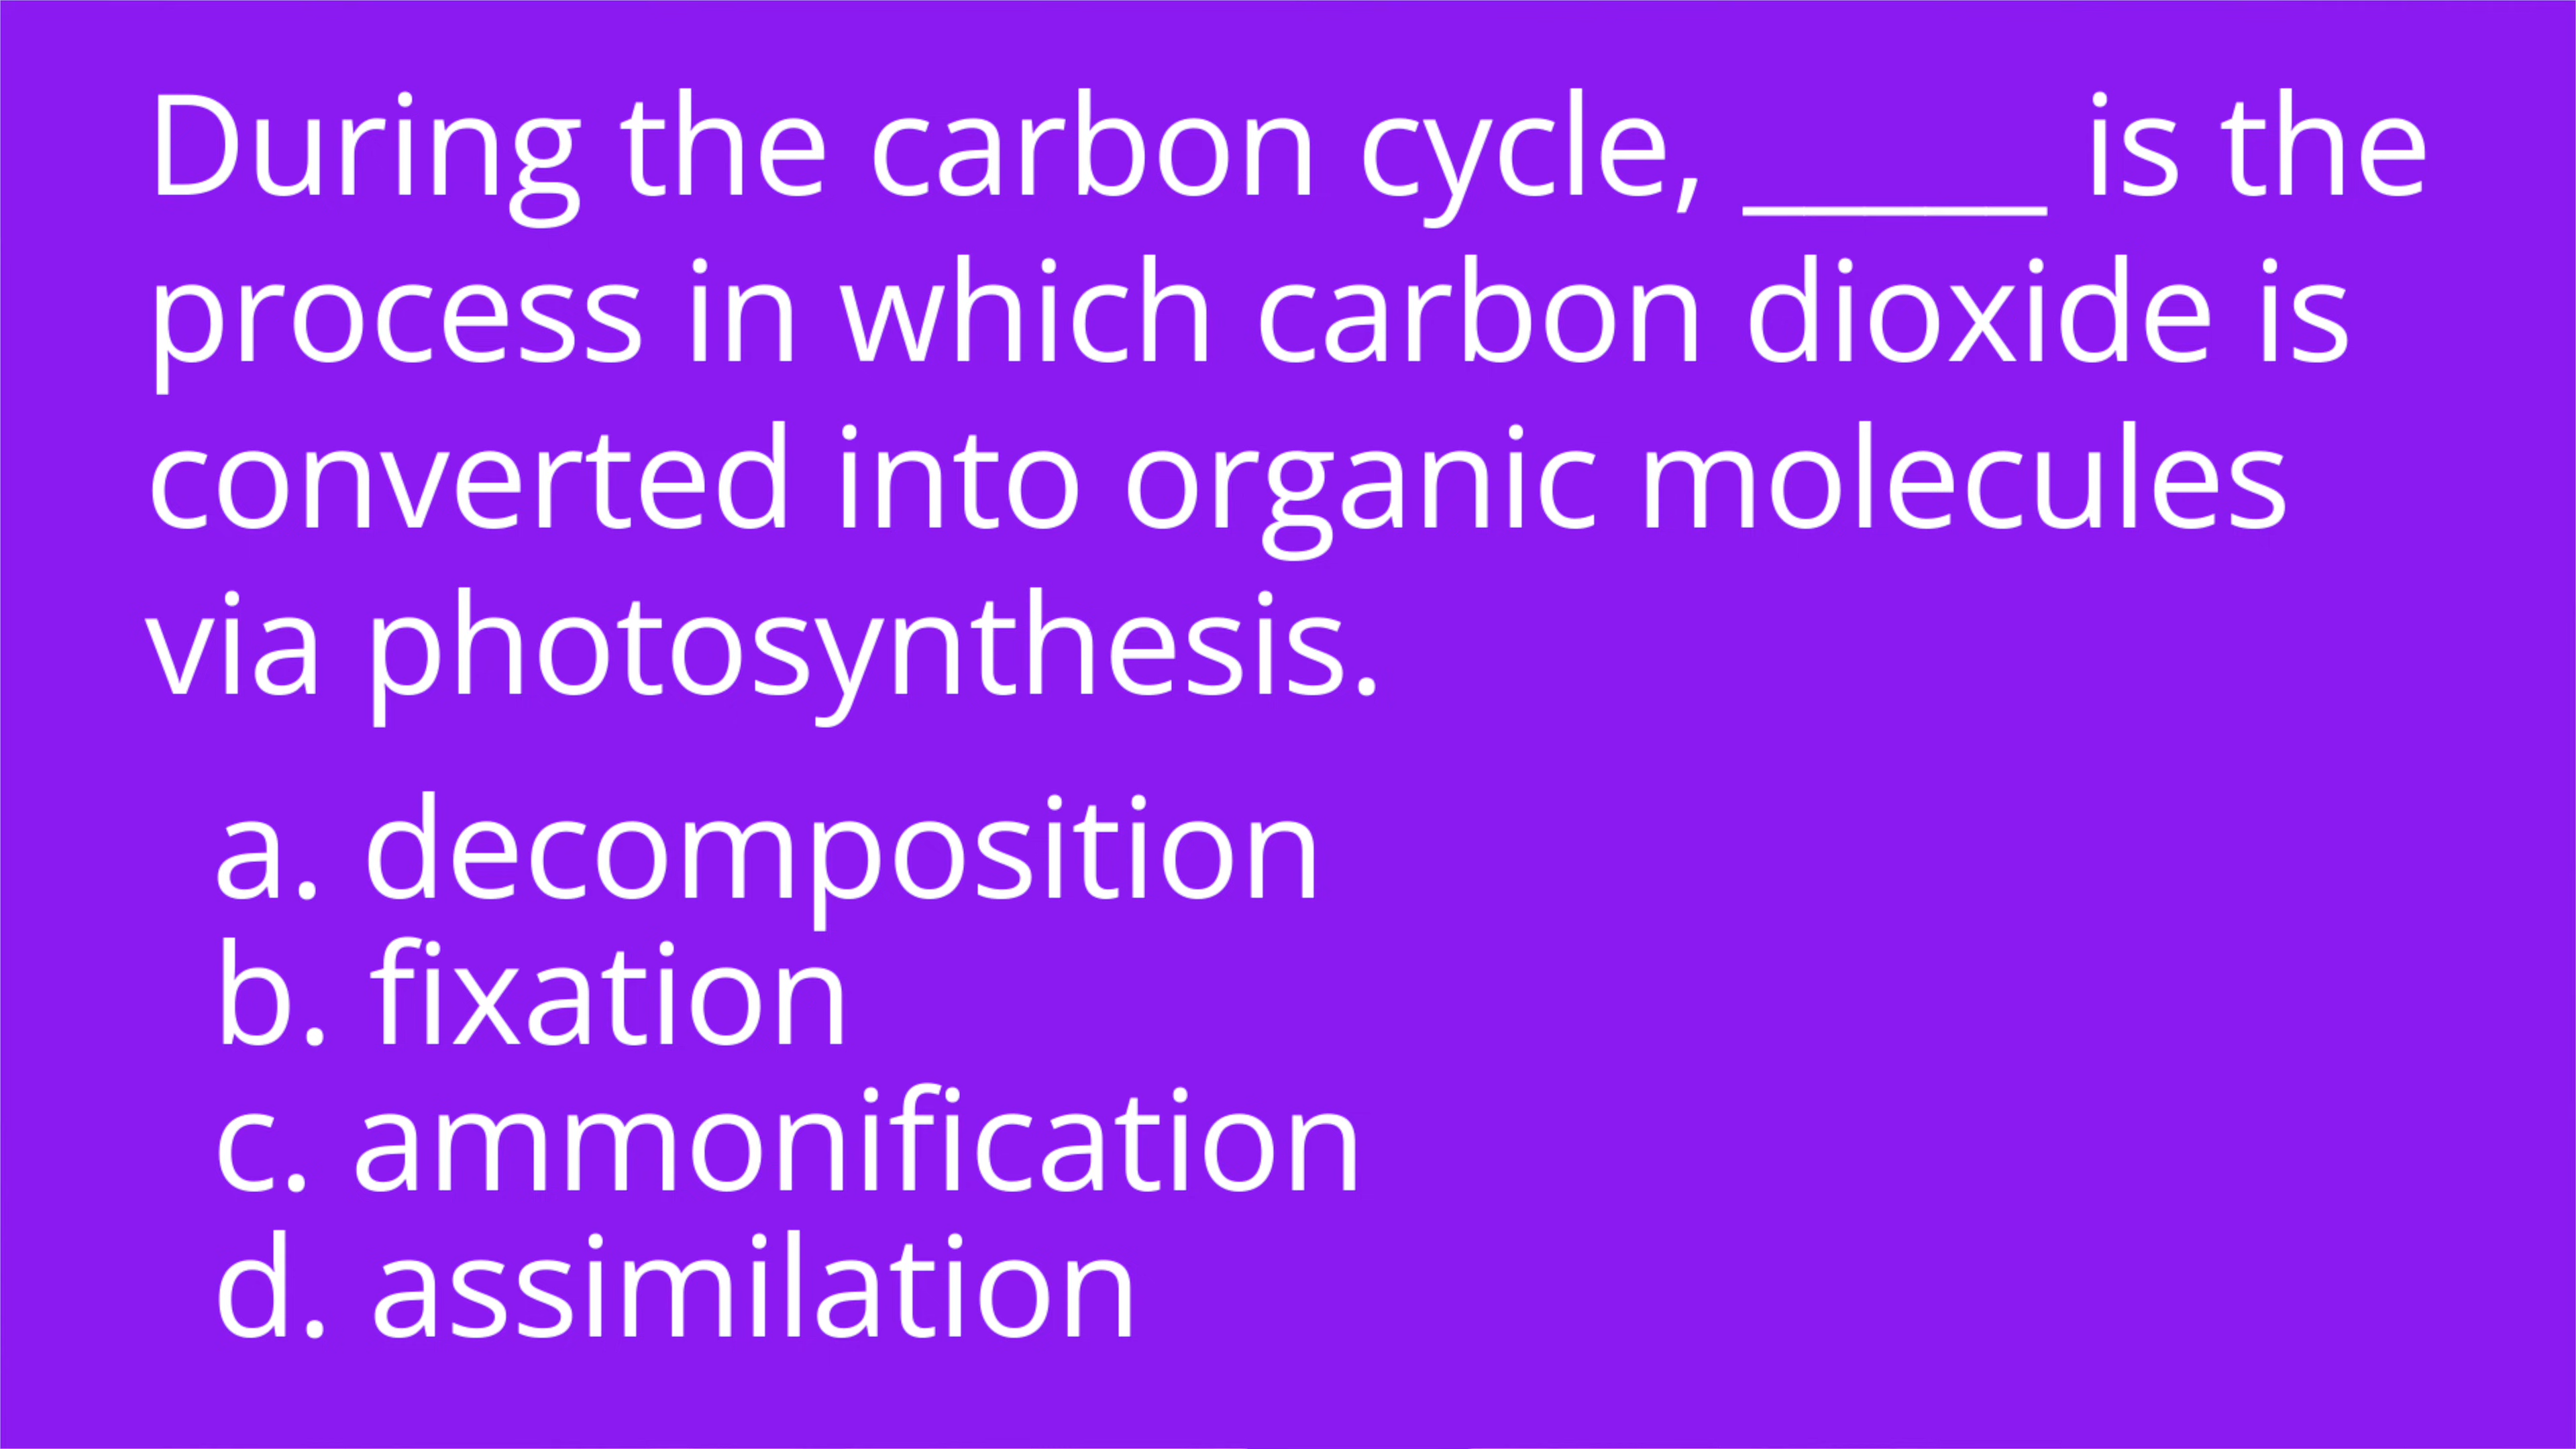 During the carbon cycle, _____ is the
process in which carbon dioxide is
converted into organic molecules
via photosynthesis.
a. decomposition
b. fixation
c. ammonification
d. assimilation